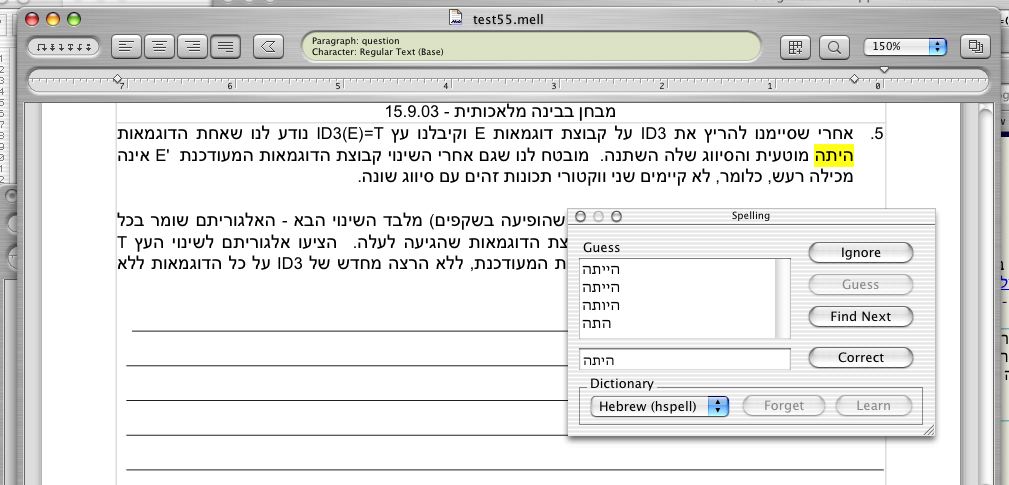 test55.mell
Paragraph: question
Character: Regular Text (Base)
150%
7 6 5 4 3 2 1 0
מבחן בבינה מלאכותית - 15.9.03
5. אחרי שסיימנו להריץ את ID3 על קבוצת דוגמאות E וקיבלנו עץ ID3(E)=T נודע לנו שאחת הדוגמאות
היתה מוטעית והסיווג שלה השתנה. מובטח לנו שגם אחרי השינוי קבוצת הדוגמאות המעודכנת E' אינה
מכילה רעש, כלומר, לא קיימים שני ווקטורי תכונות זהים עם סיווג שונה.
שהופיעה בשקפים) מלבד השינוי הבא - האלגוריתם שומר בכל
צת הדוגמאות שהגיעה לעלה. הציעו אלגוריתם לשינוי העץ T
ת המעודכנת, ללא הרצה מחדש של ID3 על כל הדוגמאות ללא
Spelling
Guess
הייתה
הייתה
היותה
התה
היתה
Ignore
Guess
Find Next
Correct
Dictionary
Hebrew (hspell)
Forget
Learn